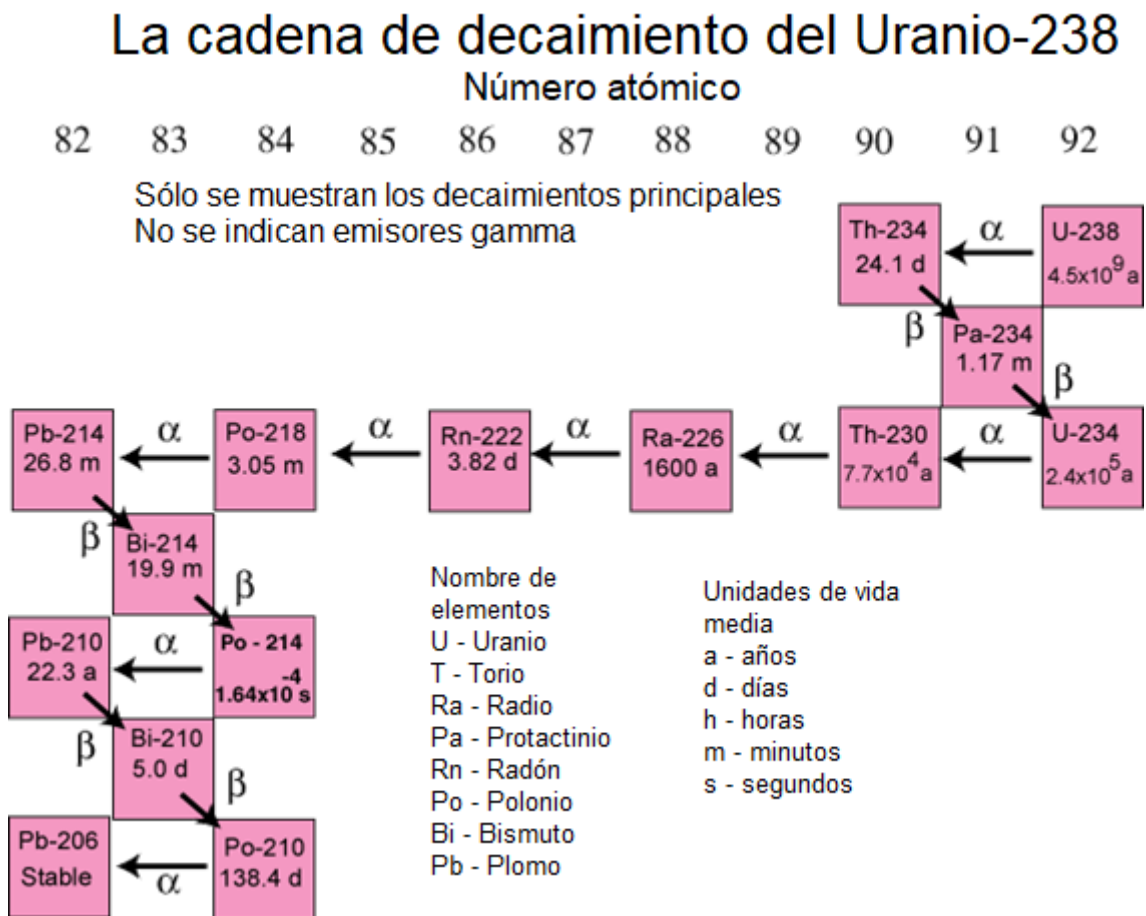 La cadena de decaimiento del Uranio-238
Número atómico
82 83 84 85 86 87 88 89 90 91 92
Sólo se muestran los decaimientos principales
No se indican emisores gamma
Th-234
24.1 d
α
U-238
4.5x10⁹a
β
Pa-234
1.17 m
β
Pb-214
26.8 m
α
Po-218
3.05 m
α
Rn-222
3.82 d
α
Ra-226
1600 a
α
Th-230
7.7x10⁴a
α
U-234
2.4x10⁵a
β
Bi-214
19.9 m
β
Pb-210
22.3 a
α
Po - 214
-4
1.64x10 s
β
Bi-210
5.0 d
β
Pb-206
Stable
α
Po-210
138.4 d
Nombre de
elementos
U - Uranio
T - Torio
Ra - Radio
Pa - Protactinio
Rn - Radón
Po - Polonio
Bi - Bismuto
Pb - Plomo
Unidades de vida
media
a - años
d - días
h - horas
m - minutos
s - segundos